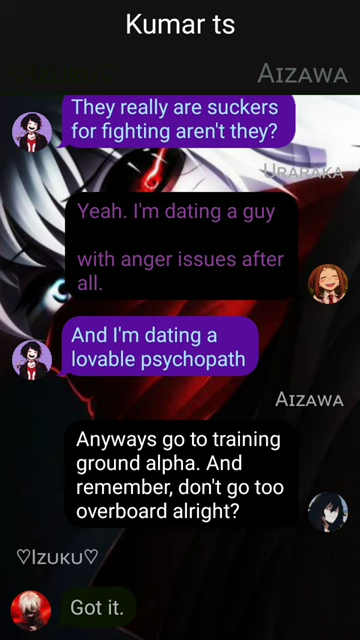 Kumar ts
Aizawa
They really are suckers
for fighting aren't they?
Uraraka
Yeah. I'm dating a guy
with anger issues after
all.
And I'm dating a
lovable psychopath
Aizawa
Anyways go to training
ground alpha. And
remember, don't go too
overboard alright?
♡Izuku♡
Got it.